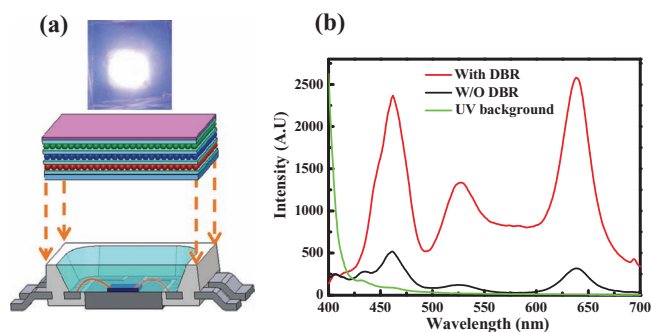 (a)
(b)
With DBR
W/O DBR
UV background
Intensity (A.U)
2500
2000
1500
1000
500
0
400 450 500 550 600 650 700
Wavelength (nm)